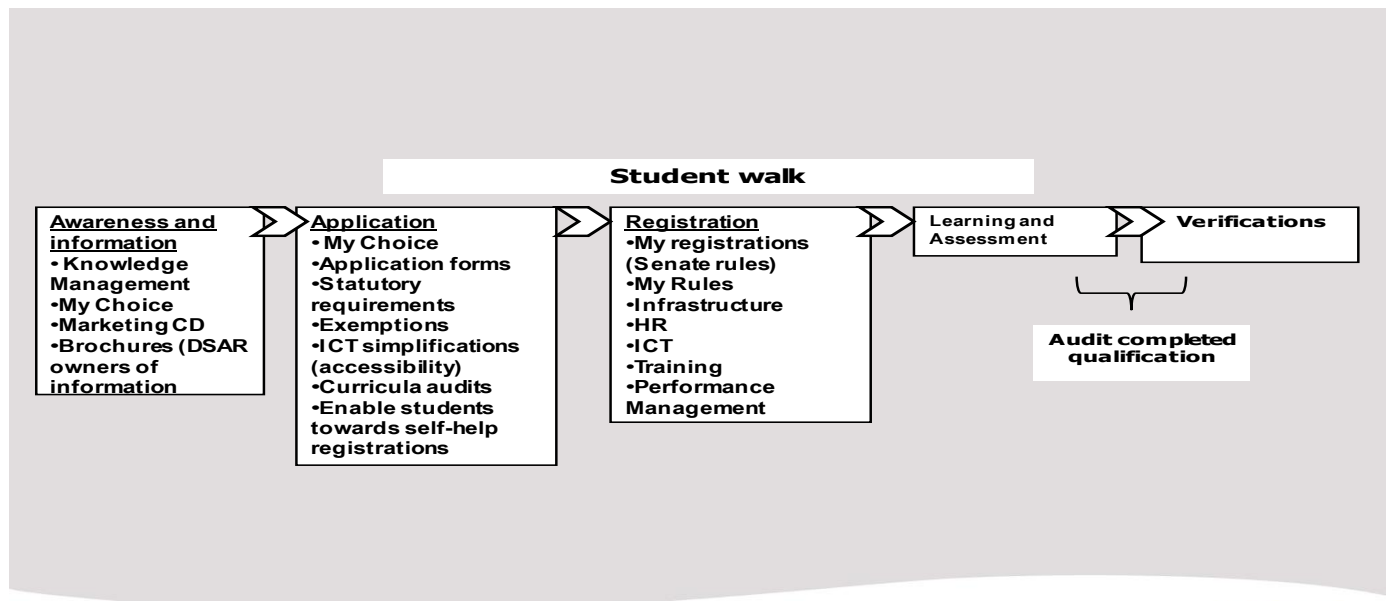 Student walk
Awareness and
information
• Knowledge
Management
•My Choice
•Marketing CD
•Brochures (DSAR
owners of
information
Application
• My Choice
•Application forms
•Statutory
requirements
•Exemptions
•ICT simplifications
(accessibility)
•Curricula audits
•Enable students
towards self-help
registrations
Registration
•My registrations
(Senate rules)
•My Rules
•Infrastructure
•HR
•ICT
•Training
•Performance
Management
Learning and
Assessment
Verifications
Audit completed
qualification